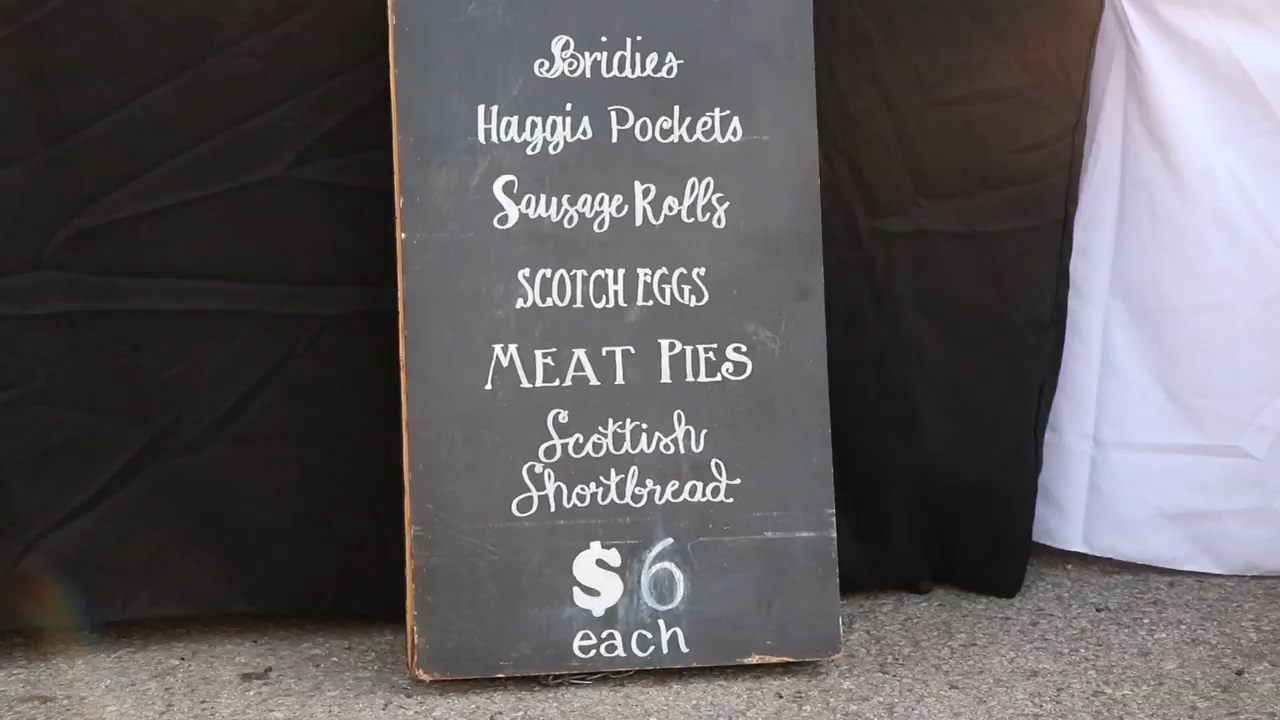 Bridies
Haggis Pockets
Sausage Rolls
SCOTCH EGGS
MEAT PIES
Scottish
Shortbread
$6
each